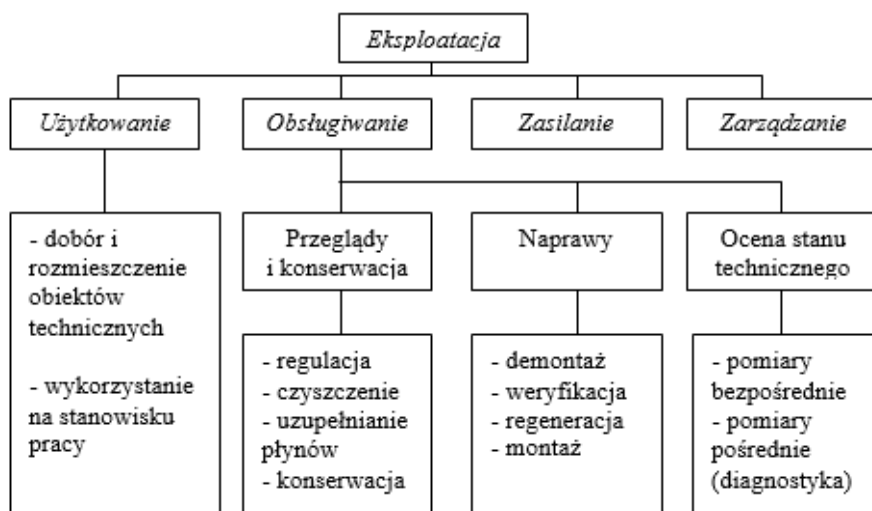 Eksploatacja
Użytkowanie
Obsługiwanie
Zasilanie
Zarządzanie
- dobór i
rozmieszczenie
obiektów
technicznych
- wykorzystanie
na stanowisku
pracy
Przeglądy
i konserwacja
Naprawy
Ocena stanu
technicznego
- regulacja
- czyszczenie
- uzupełnianie
płynów
- konserwacja
- demontaż
- weryfikacja
- regeneracja
- montaż
- pomiary
bezpośrednie
- pomiary
pośrednie
(diagnostyka)